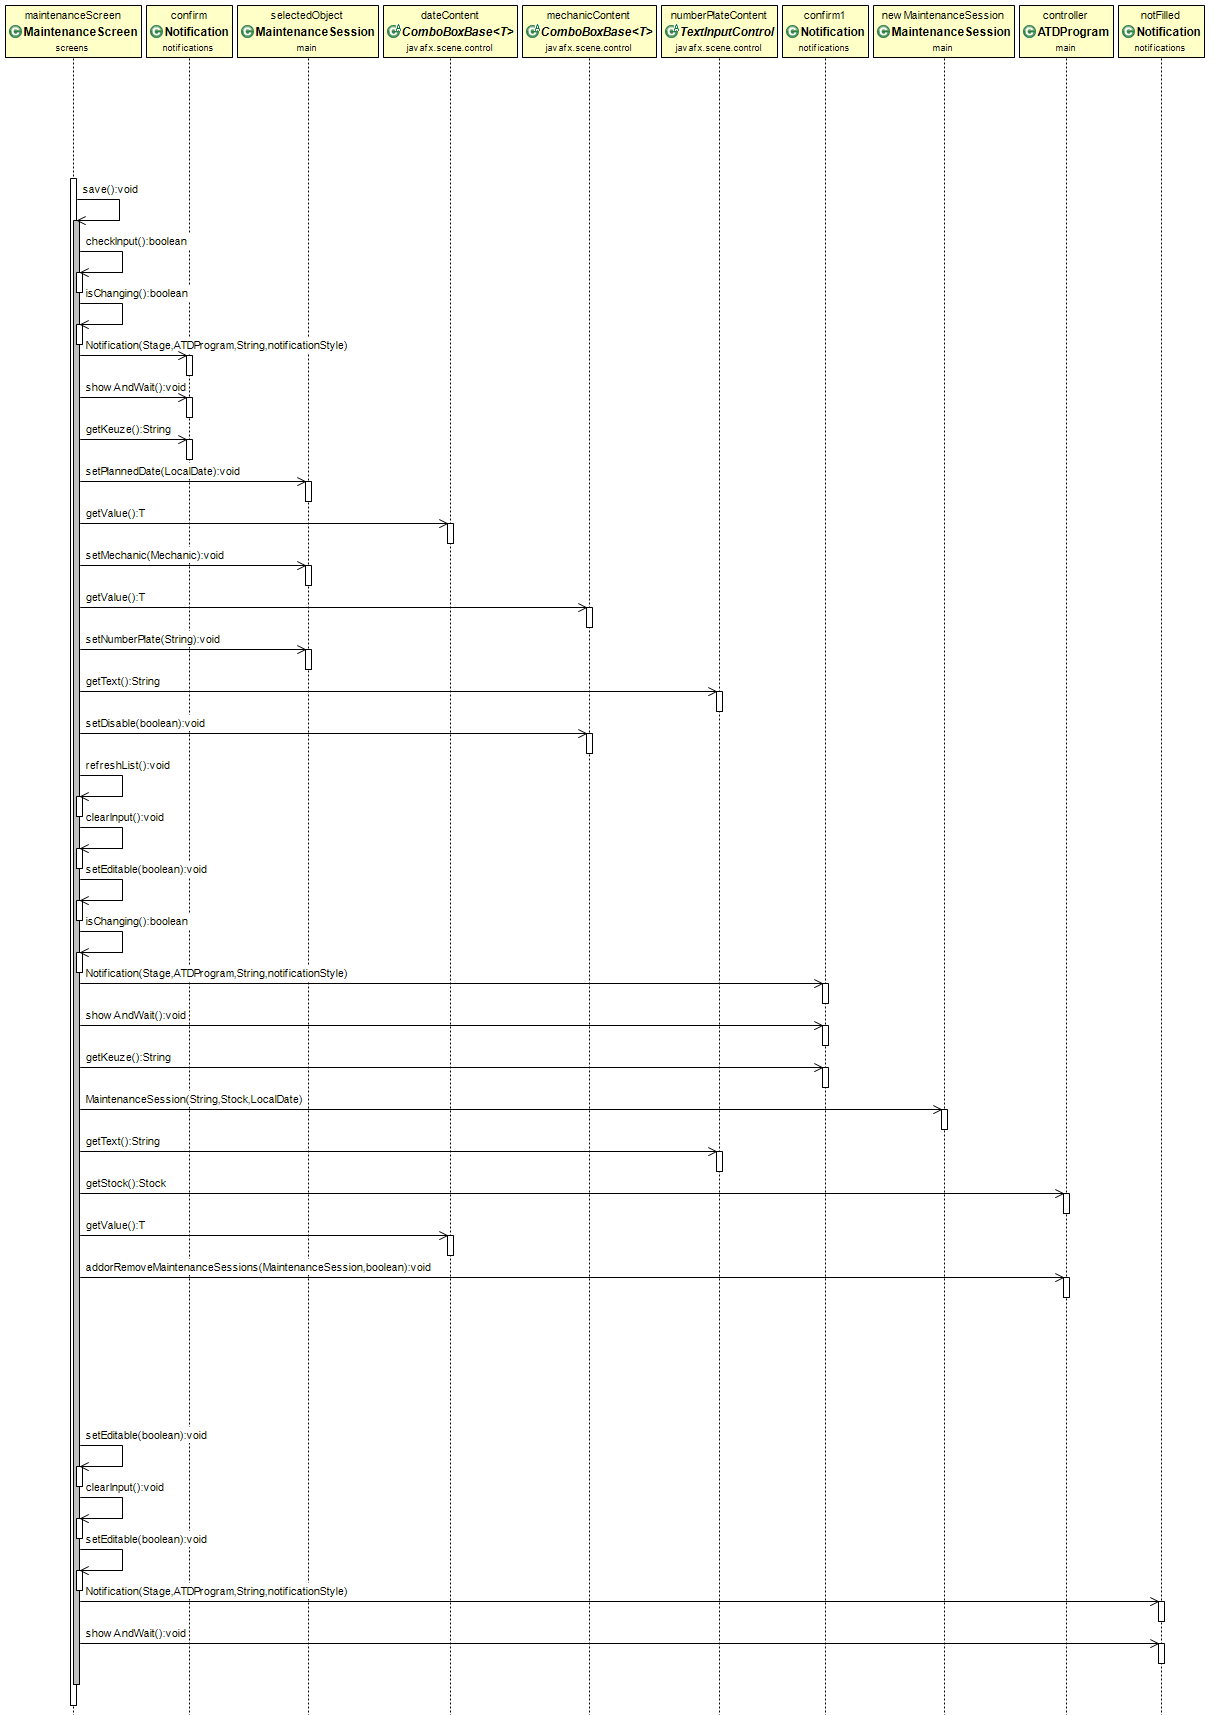 maintenanceScreen
MaintenanceScreen
screens
confirm
Notification
notifications
selectedObject
MaintenanceSession
main
dateContent
ComboBoxBase<T>
javafx.scene.control
mechanicContent
ComboBoxBase<T>
javafx.scene.control
numberPlateContent
TextInputControl
javafx.scene.control
confirm1
Notification
notifications
new MaintenanceSession
MaintenanceSession
main
controller
ATDProgram
main
notFilled
Notification
notifications
save():void
checkInput():boolean
isChanging():boolean
Notification(Stage,ATDProgram,String,notificationStyle)
showAndWait():void
getKeuze():String
setPlannedDate(LocalDate):void
getValue():T
setMechanic(Mechanic):void
getValue():T
setNumberPlate(String):void
getText():String
setDisable(boolean):void
refreshList():void
clearInput():void
setEditable(boolean):void
isChanging():boolean
Notification(Stage,ATDProgram,String,notificationStyle)
showAndWait():void
getKeuze():String
MaintenanceSession(String,Stock,LocalDate)
getText():String
getStock():Stock
getValue():T
addorRemoveMaintenanceSessions(MaintenanceSession,boolean):void
setEditable(boolean):void
clearInput():void
setEditable(boolean):void
Notification(Stage,ATDProgram,String,notificationStyle)
showAndWait():void